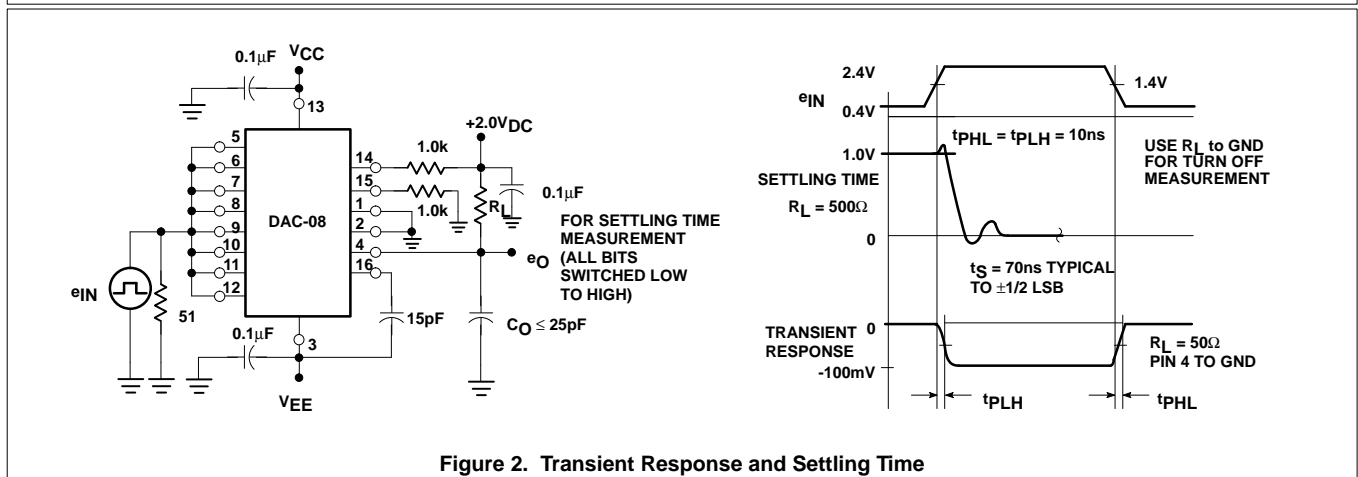 0.1μF
VCC
13
5
6
7
8
9
10
11
12
DAC-08
14
15
1
2
4
16
3
1.0k
1.0k
+2.0VDC
RL
0.1μF
FOR SETTLING TIME
MEASUREMENT
(ALL BITS
SWITCHED LOW
TO HIGH)
eO
eIN
51
0.1μF
15pF
CO ≤ 25pF
VEE
2.4V
eIN
0.4V
1.4V
tPHL = tPLH = 10ns
USE RL to GND
FOR TURN OFF
MEASUREMENT
1.0V
SETTLING TIME
RL = 500Ω
0
tS = 70ns TYPICAL
TO ±1/2 LSB
TRANSIENT
RESPONSE
0
-100mV
RL = 50Ω
PIN 4 TO GND
tPLH
tPHL
Figure 2. Transient Response and Settling Time